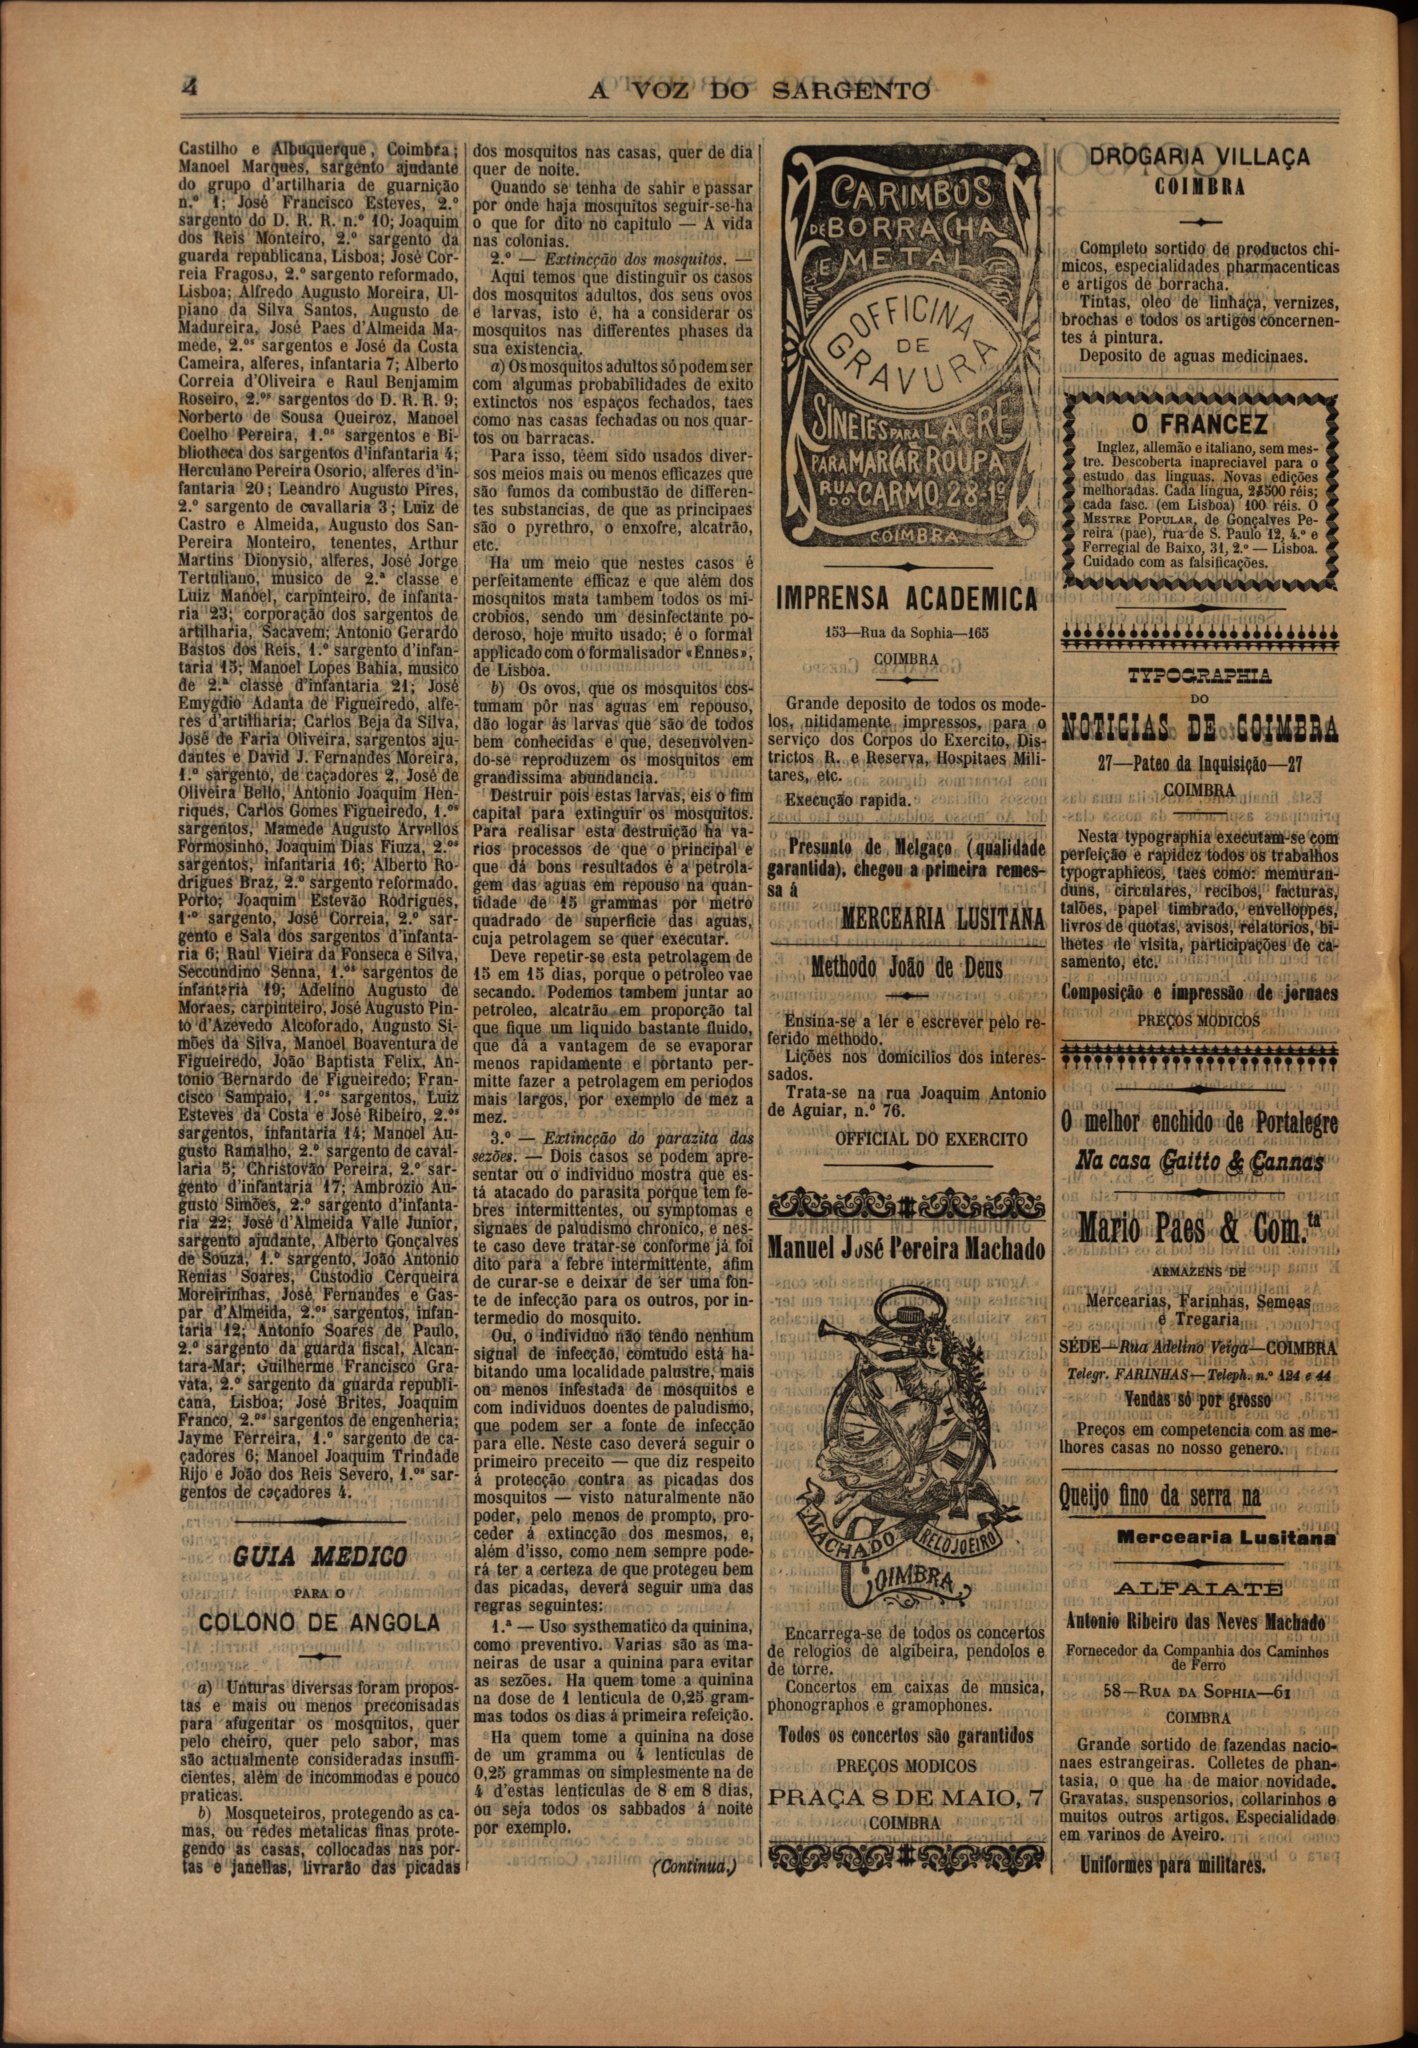 4
A VOZ DO SARGENTO
Castilho e Albuquerque, Coimbra;
Manoel Marques, sargento ajudante
do grupo d'artilharia de guarnição
n.º 1; José Francisco Esteves, 2.º
sargento do D. R. R. n.º 10; Joaquim
dos Reis Monteiro, 2.º sargento da
guarda republicana, Lisboa; José Cor-
reia Fragoso, 2.º sargento reformado,
Lisboa; Alfredo Augusto Moreira, Ul-
piano da Silva Santos, Augusto de
Madureira, José Paes d'Almeida Ma-
mede, 2.ºs sargentos e José da Costa
Cameira, alferes, infantaria 7; Alberto
Correia d'Oliveira e Raul Benjamim
Roseiro, 2.ºs sargentos do D. R. R. 9;
Norberto de Sousa Queiroz, Manoel
Coelho Pereira, 1.ºs sargentos e Bi-
bliotheca dos sargentos d'infantaria 4;
Herculano Pereira Osorio, alferes d'in-
fantaria 20; Leandro Augusto Pires,
2.º sargento de cavallaria 3; Luiz de
Castro e Almeida, Augusto dos San-
Pereira Monteiro, tenentes, Arthur
Martins Dionysio, alferes, José Jorge
Tertuliano, musico de 2.ª classe e
Luiz Manoel, carpinteiro, de infanta-
ria 23; corporação dos sargentos de
artilharia, Sacavem; Antonio Gerardo
Bastos dos Reis, 1.º sargento d'infan-
taria 15; Manoel Lopes Bahia, musico
de 2.ª classe d'infantaria 21; José
Emygdio Adanta de Figueiredo, alfe-
res d'artilharia; Carlos Beja da Silva,
José de Faria Oliveira, sargentos aju-
dantes e David J. Fernandes Moreira,
1.º sargento, de caçadores 2, José de
Oliveira Bello, Antonio Joaquim Hen-
riques, Carlos Gomes Figueiredo, 1.ºs
sargentos, Mamede Augusto Arvellos
Formosinho, Joaquim Dias Fiuza, 2.ºs
sargentos, infantaria 16; Alberto Ro-
drigues Braz, 2.º sargento reformado,
Porto; Joaquim Estevão Rodrigues,
1.º sargento, José Correia, 2.º sar-
gento e Sala dos sargentos d'infanta-
ria 6; Raul Vieira da Fonseca e Silva,
Seccundino Senna, 1.ºs sargentos de
infanteria 19; Adelino Augusto de
Moraes, carpinteiro, José Augusto Pin-
to d'Azevedo Alcoforado, Augusto Si-
mões da Silva, Manoel Boaventura de
Figueiredo, João Baptista Felix, An-
tonio Bernardo de Figueiredo; Fran-
cisco Sampaio, 1.ºs sargentos, Luiz
Esteves da Costa e José Ribeiro, 2.ºs
sargentos, infantaria 14; Manoel Au-
gusto Ramalho, 2.º sargento de caval-
laria 5; Christovão Pereira, 2.º sar-
gento d'infantaria 17; Ambrozio Au-
gusto Simões, 2.º sargento d'infanta-
ria 22; José d'Almeida Valle Junior,
sargento ajudante, Alberto Gonçalves
de Souza, 1.º sargento, João Antonio
Renias Soares, Custodio Cerqueira
Moreirinhas, José Fernandes e Gas-
par d'Almeida, 2.ºs sargentos, infan-
taria 12; Antonio Soares de Paulo,
2.º sargento da guarda fiscal, Alcan-
tara-Mar; Guilherme Francisco Gra-
vata, 2.º sargento da guarda republi-
cana, Lisboa; José Brites, Joaquim
Franco, 2.ºs sargentos de engenheria;
Jayme Ferreira, 1.º sargento de ca-
çadores 6; Manoel Joaquim Trindade
Rijo e João dos Reis Severo, 1.ºs sar-
gentos de caçadores 4.
GUIA MEDICO
PARA O
COLONO DE ANGOLA
a) Unturas diversas foram propos-
tas e mais ou menos preconisadas
para afugentar os mosquitos, quer
pelo cheiro, quer pelo sabor, mas
são actualmente consideradas insuffi-
cientes, além de incommodas e pouco
praticas.
b) Mosqueteiros, protegendo as ca-
mas, ou redes metalicas finas prote-
gendo as casas, collocadas nas por-
tas e janellas, livrarão das picadas
dos mosquitos nas casas, quer de dia
quer de noite.
Quando se tenha de sahir e passar
por onde haja mosquitos seguir-se-ha
o que for dito no capitulo — A vida
nas colonias.
2.º — Extincção dos mosquitos. —
Aqui temos que distinguir os casos
dos mosquitos adultos, dos seus ovos
e larvas, isto é, ha a considerar os
mosquitos nas differentes phases da
sua existencia.
a) Os mosquitos adultos só podem ser
com algumas probabilidades de exito
extinctos nos espaços fechados, taes
como nas casas fechadas ou nos quar-
tos ou barracas.
Para isso, têem sido usados diver-
sos meios mais ou menos efficazes que
são fumos da combustão de differen-
tes substancias, de que as principaes
são o pyrethro, o enxofre, alcatrão,
etc.
Ha um meio que nestes casos é
perfeitamente efficaz e que além dos
mosquitos mata tambem todos os mi-
crobios, sendo um desinfectante po-
deroso, hoje muito usado; é o formal
applicado com o formalisador «Ennes»,
de Lisboa.
b) Os ovos, que os mosquitos cos-
tumam pôr nas aguas em repouso,
dão logar ás larvas que são de todos
bem conhecidas e que, desenvolven-
do-se reproduzem os mosquitos em
grandissima abundancia.
Destruir pois estas larvas, eis o fim
capital para extinguir os mosquitos.
Para realisar esta destruição ha va-
rios processos de que o principal e
que dá bons resultados é a petrola-
gem das aguas em repouso na quan-
tidade de 15 grammas por metro
quadrado de superficie das aguas,
cuja petrolagem se quer executar.
Deve repetir-se esta petrolagem de
15 em 15 dias, porque o petroleo vae
secando. Podemos tambem juntar ao
petroleo, alcatrão em proporção tal
que fique um liquido bastante fluido,
que dá a vantagem de se evaporar
menos rapidamente e portanto per-
mitte fazer a petrolagem em periodos
mais largos, por exemplo de mez a
mez.
3.º — Extincção do parazita das
sezões. — Dois casos se podem apre-
sentar ou o individuo mostra que es-
tá atacado do parasita porque tem fe-
bres intermittentes, ou symptomas e
signaes de paludismo chronico, e nes-
te caso deve tratar-se conforme já foi
dito para a febre intermittente, afim
de curar-se e deixar de ser uma fon-
te de infecção para os outros, por in-
termedio do mosquito.
Ou, o individuo não tendo nenhum
signal de infecção, comtudo está ha-
bitando uma localidade palustre, mais
ou menos infestada de mosquitos e
com individuos doentes de paludismo,
que podem ser a fonte de infecção
para elle. Neste caso deverá seguir o
primeiro preceito — que diz respeito
á protecção contra as picadas dos
mosquitos — visto naturalmente não
poder, pelo menos de prompto, pro-
ceder á extincção dos mesmos, e,
além d'isso, como nem sempre pode-
rá ter a certeza de que protegeu bem
das picadas, deverá seguir uma das
regras seguintes:
1.ª — Uso systhematico da quinina,
como preventivo. Varias são as ma-
neiras de usar a quinina para evitar
as sezões. Ha quem tome a quinina
na dose de 1 lenticula de 0,25 gram-
mas todos os dias á primeira refeição.
Ha quem tome a quinina na dose
de um gramma ou 4 lenticulas de
0,25 grammas ou simplesmente na de
4 d'estas lenticulas de 8 em 8 dias,
ou seja todos os sabbados á noite
por exemplo.
(Continua.)
CARIMBOS
DE BORRACHA
E METAL
OFFICINA
DE
GRAVURA
SINETES PARA LACRE
PARA MARCAR ROUPA
RUA DO CARMO, 28-1º
COIMBRA
IMPRENSA ACADEMICA
153—Rua da Sophia—165
COIMBRA
Grande deposito de todos os mode-
los, nitidamente impressos, para o
serviço dos Corpos do Exercito, Dis-
trictos R. e Reserva, Hospitaes Mili-
tares, etc.
Execução rapida.
Presunto de Melgaço (qualidade
garantida), chegou a primeira remes-
sa á
MERCEARIA LUSITANA
Methodo João de Deus
Ensina-se a lêr e escrever pelo re-
ferido methodo.
Lições nos domicilios dos interes-
sados.
Trata-se na rua Joaquim Antonio
de Aguiar, n.º 76.
OFFICIAL DO EXERCITO
Manuel José Pereira Machado
MACHADO RELOJOEIRO
COIMBRA
Encarrega-se de todos os concertos
de relogios de algibeira, pendolos e
de torre.
Concertos em caixas de musica,
phonographos e gramophones.
Todos os concertos são garantidos
PREÇOS MODICOS
PRAÇA 8 DE MAIO, 7
COIMBRA
DROGARIA VILLAÇA
COIMBRA
Completo sortido de productos chi-
micos, especialidades pharmacenticas
e artigos de borracha.
Tintas, oleo de linhaça, vernizes,
brochas e todos os artigos concernen-
tes á pintura.
Deposito de aguas medicinaes.
O FRANCEZ
Inglez, allemão e italiano, sem mes-
tre. Descoberta inapreciavel para o
estudo das linguas. Novas edições
melhoradas. Cada lingua, 2$500 réis;
cada fasc. (em Lisboa) 100 réis. O
MESTRE POPULAR, de Gonçalves Pe-
reira (pae), rua de S. Paulo 12, 4.º e
Ferregial de Baixo, 31, 2.º — Lisboa.
Cuidado com as falsificações.
TYPOGRAPHIA
DO
NOTICIAS DE COIMBRA
27—Pateo da Inquisição—27
COIMBRA
Nesta typographia executam-se com
perfeição e rapidez todos os trabalhos
typographicos, taes como: memuran-
duns, circulares, recibos, facturas,
talões, papel timbrado, envelloppes,
livros de quotas, avisos, relatorios, bi-
lhetes de visita, participações de ca-
samento, etc.
Composição e impressão de jornaes
PREÇOS MODICOS
O melhor enchido de Portalegre
Na casa Gaitto & Cannas
Mario Paes & Com.ta
ARMAZENS DE
Mercearias, Farinhas, Semeas
e Tregaria
SÉDE—Rua Adelino Veiga—COIMBRA
Telegr. FARINHAS—Teleph. n.º 124 e 44
Vendas só por grosso
Preços em competencia com as me-
lhores casas no nosso genero.
Queijo fino da serra na
Mercearia Lusitana
ALFAIATE
Antonio Ribeiro das Neves Machado
Fornecedor da Companhia dos Caminhos
de Ferro
58—RUA DA SOPHIA—61
COIMBRA
Grande sortido de fazendas nacio-
naes estrangeiras. Colletes de phan-
tasia, o que ha de maior novidade.
Gravatas, suspensorios, collarinhos e
muitos outros artigos. Especialidade
em varinos de Aveiro.
Uniformes para militares.